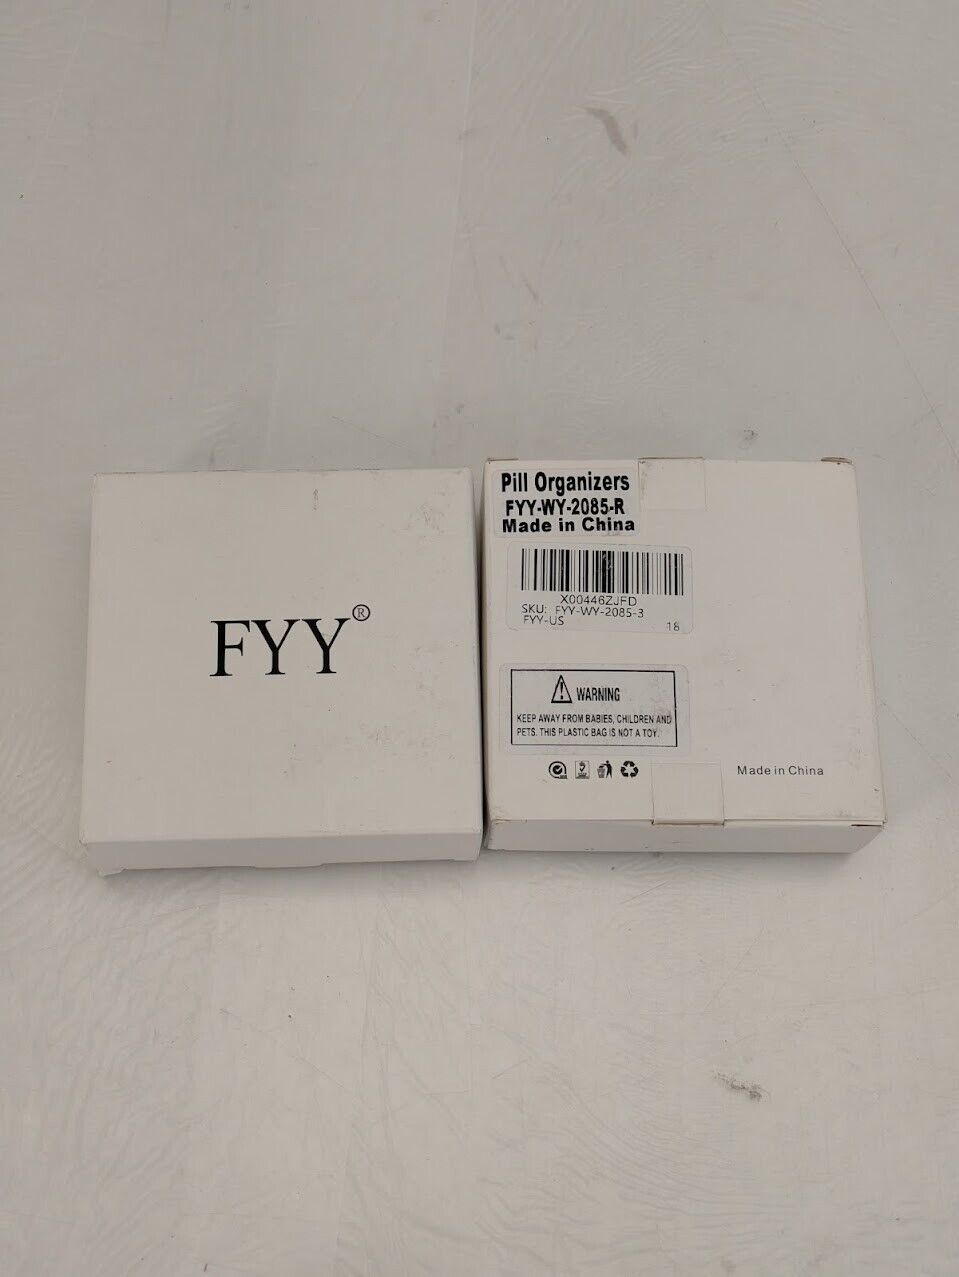 FYY®
Pill Organizers
FYY-WY-2085-R
Made in China
X00446ZJFD
SKU: FYY-WY-2085-3
FYY-US
18
WARNING
KEEP AWAY FROM BABIES, CHILDREN AND
PETS. THIS PLASTIC BAG IS NOT A TOY.
Made in China